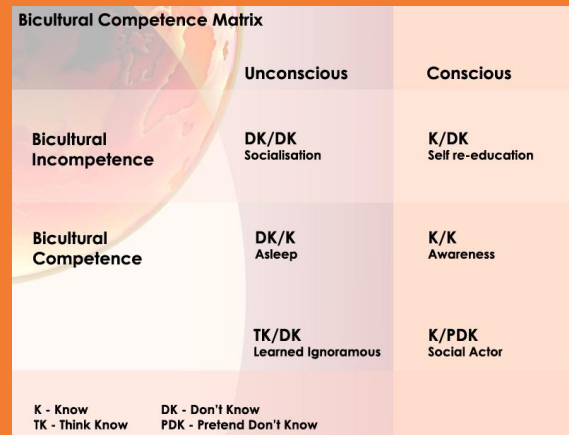 Bicultural Competence Matrix
Unconscious Conscious
Bicultural Incompetence
DK/DK
Socialisation
K/DK
Self re-education
Bicultural Competence
DK/K
Asleep
K/K
Awareness
TK/DK
Learned Ignoramous
K/PDK
Social Actor
K - Know DK - Don't Know
TK - Think Know PDK - Pretend Don't Know